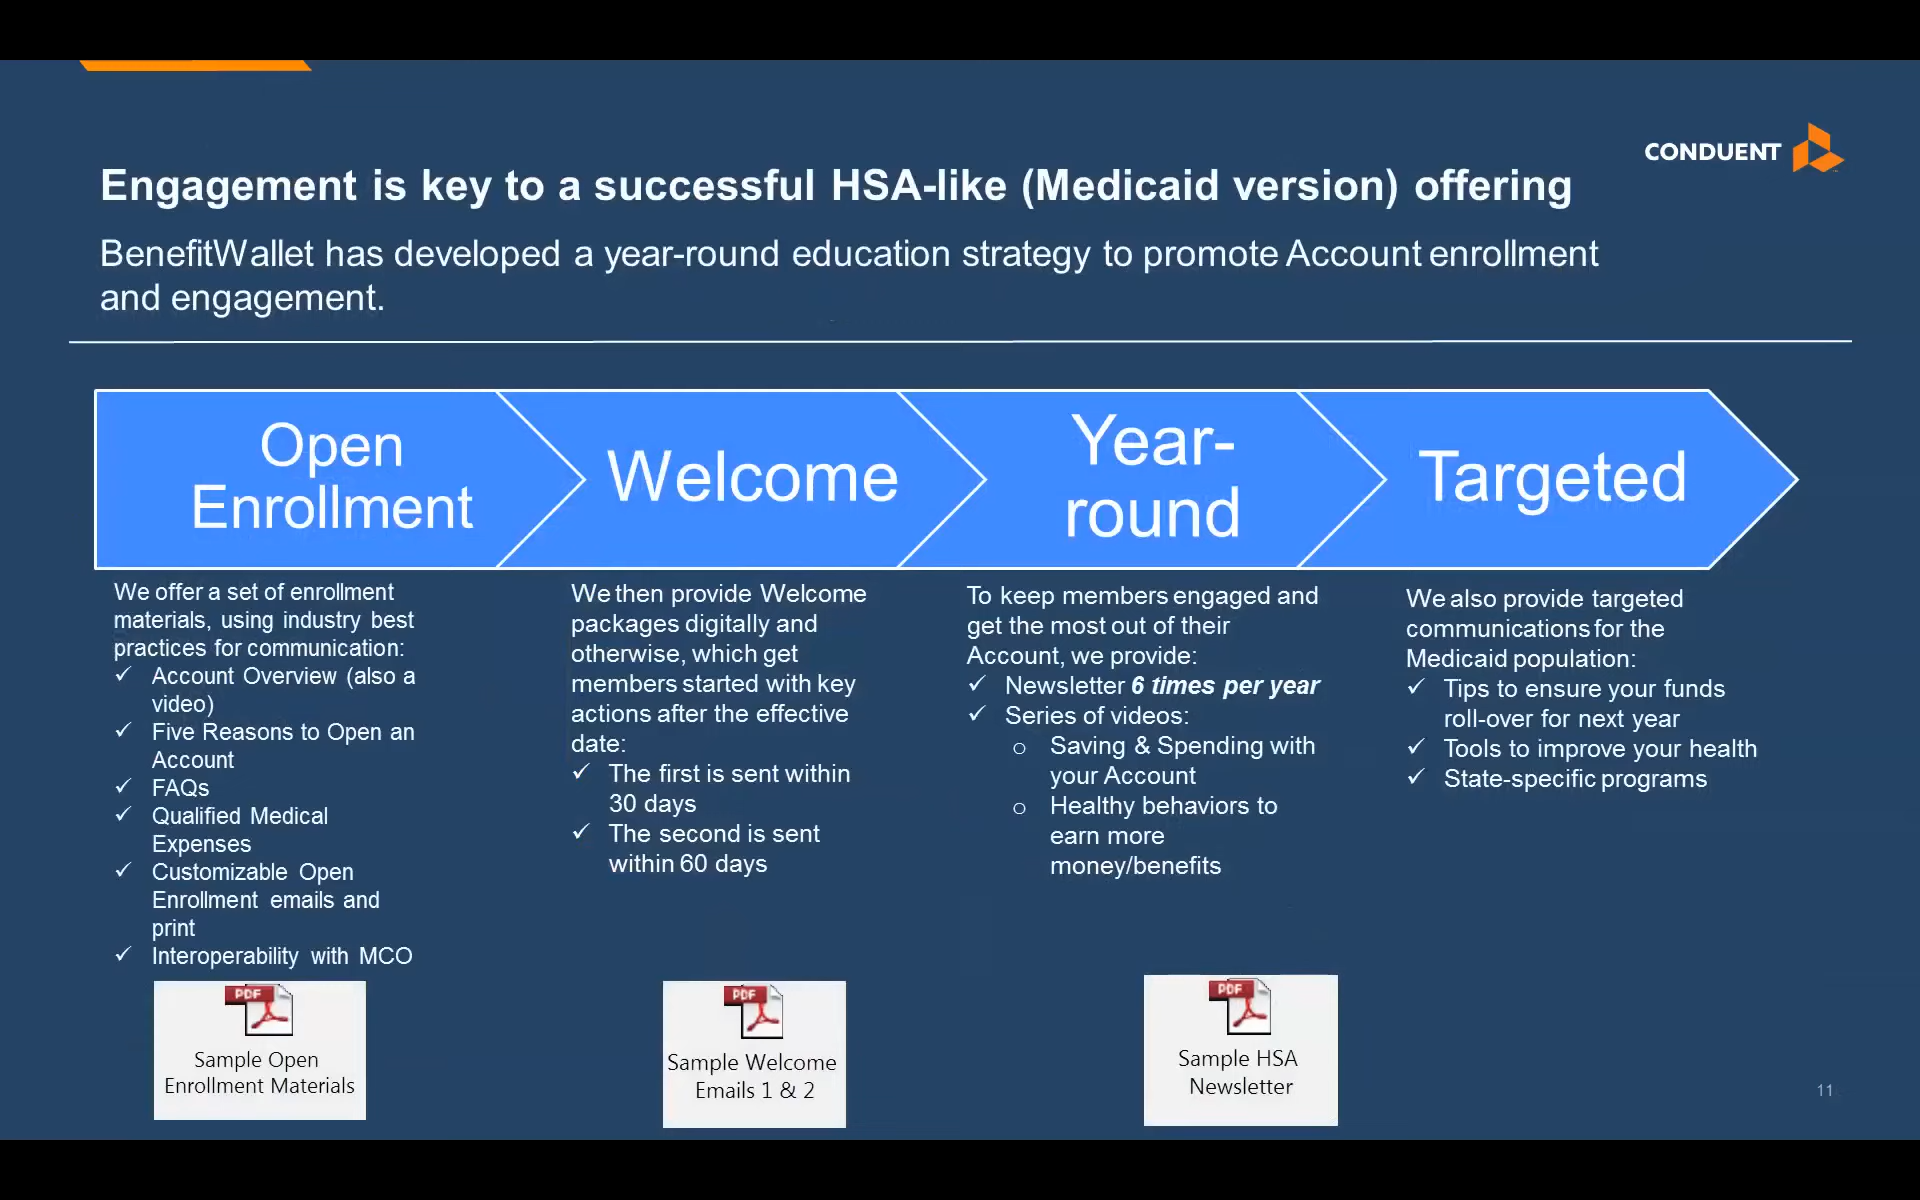 CONDUENT
Engagement is key to a successful HSA-like (Medicaid version) offering
BenefitWallet has developed a year-round education strategy to promote Account enrollment
and engagement.
Open
Enrollment
Welcome
Year-
round
Targeted
We offer a set of enrollment
materials, using industry best
practices for communication:
✓ Account Overview (also a
video)
✓ Five Reasons to Open an
Account
✓ FAQs
✓ Qualified Medical
Expenses
✓ Customizable Open
Enrollment emails and
print
✓ Interoperability with MCO
We then provide Welcome
packages digitally and
otherwise, which get
members started with key
actions after the effective
date:
✓ The first is sent within
30 days
✓ The second is sent
within 60 days
To keep members engaged and
get the most out of their
Account, we provide:
✓ Newsletter 6 times per year
✓ Series of videos:
o Saving & Spending with
your Account
o Healthy behaviors to
earn more
money/benefits
We also provide targeted
communications for the
Medicaid population:
✓ Tips to ensure your funds
roll-over for next year
✓ Tools to improve your health
✓ State-specific programs
PDF
Sample Open
Enrollment Materials
PDF
Sample Welcome
Emails 1 & 2
PDF
Sample HSA
Newsletter
11